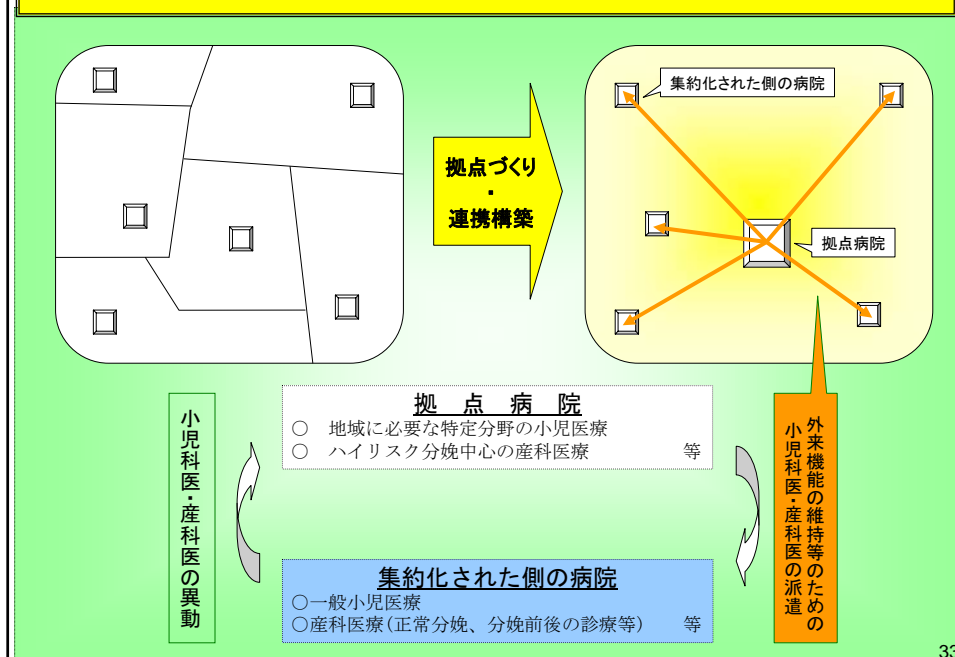 集約化された側の病院
拠点づくり
・
連携構築
拠点病院
小児科医・産科医の異動
拠　点　病　院
○　地域に必要な特定分野の小児医療
○　ハイリスク分娩中心の産科医療　　　　　等
集約化された側の病院
○一般小児医療
○産科医療(正常分娩、分娩前後の診療等)　　等
外来機能の維持等のための
小児科医・産科医の派遣
33